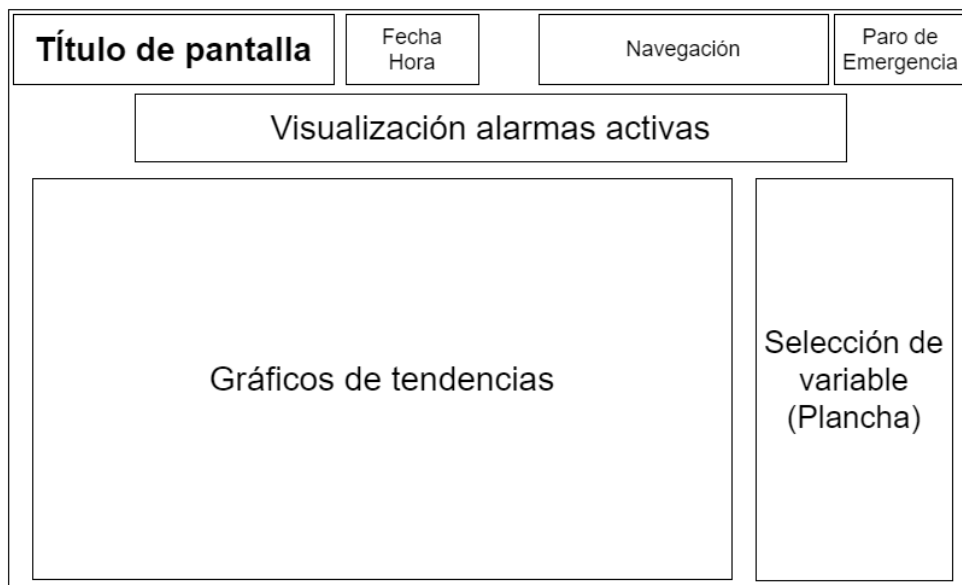 TÍtulo de pantalla
Fecha
Hora
Navegación
Paro de
Emergencia
Visualización alarmas activas
Gráficos de tendencias
Selección de
variable
(Plancha)